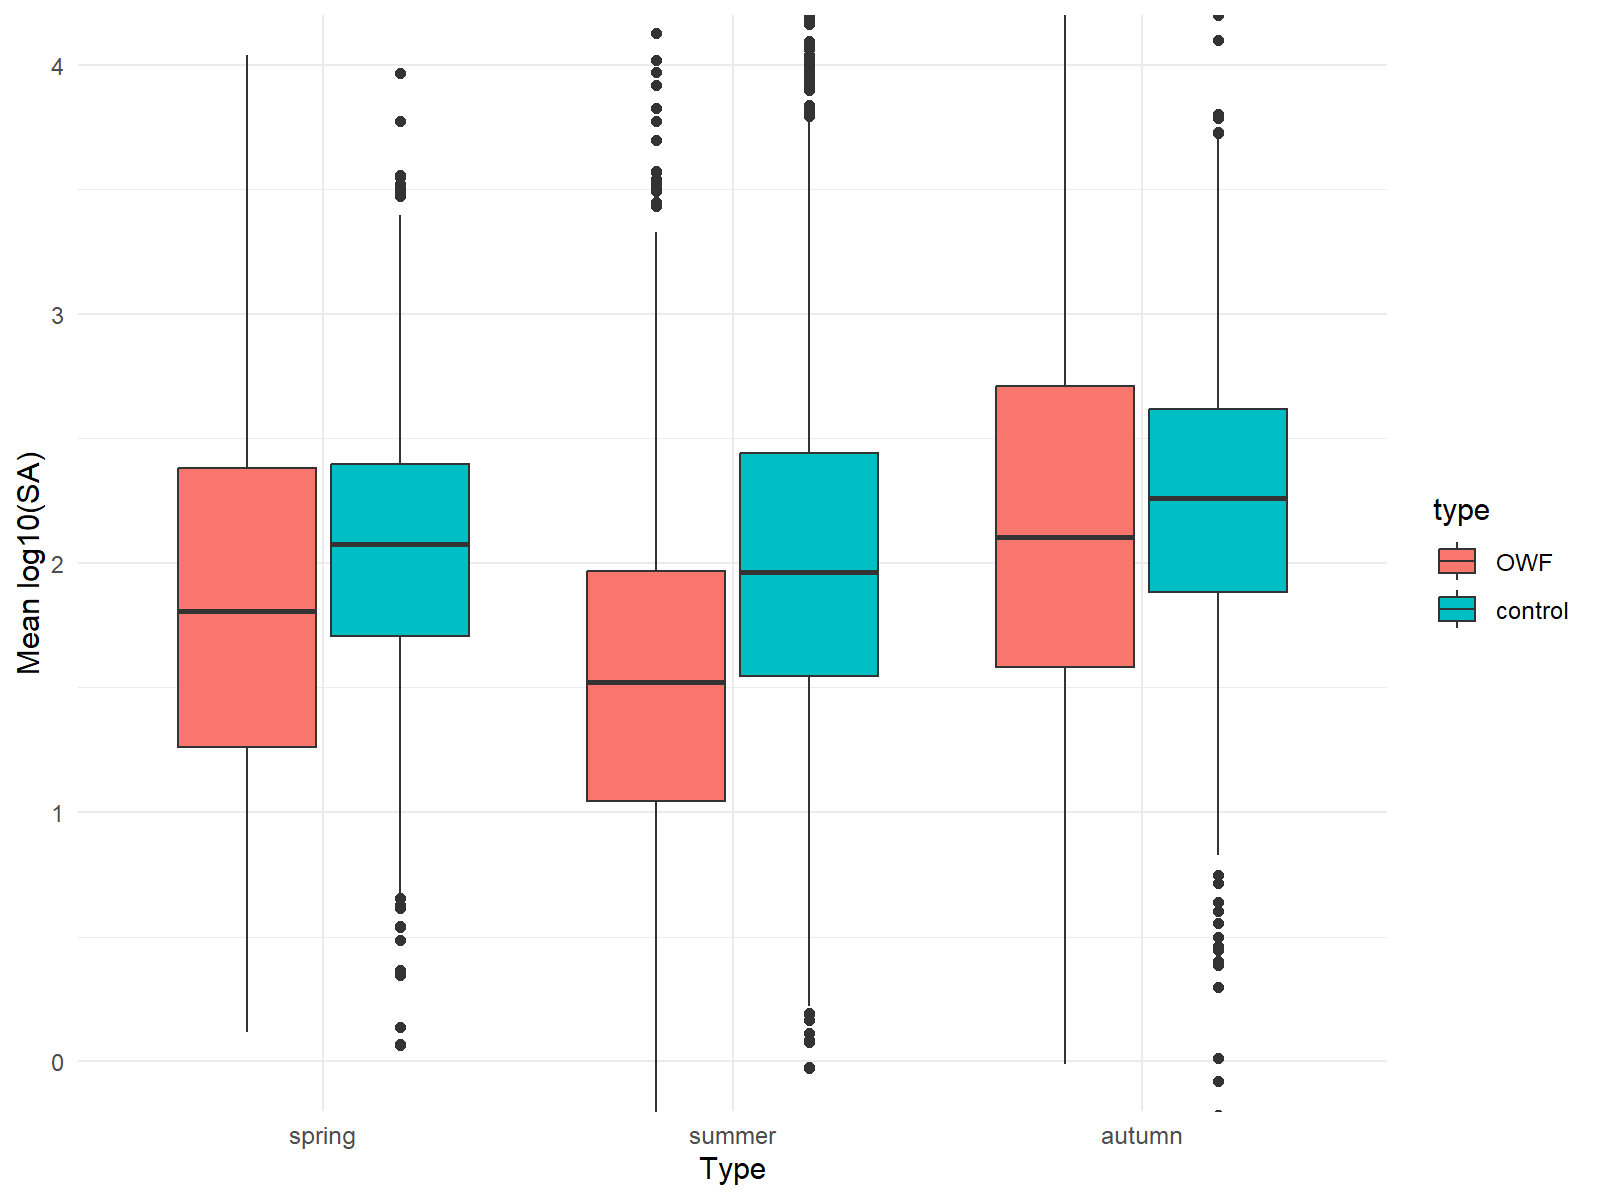 Mean log10(SA)
4
3
2
1
0
spring
summer
autumn
Type
type
OWF
control